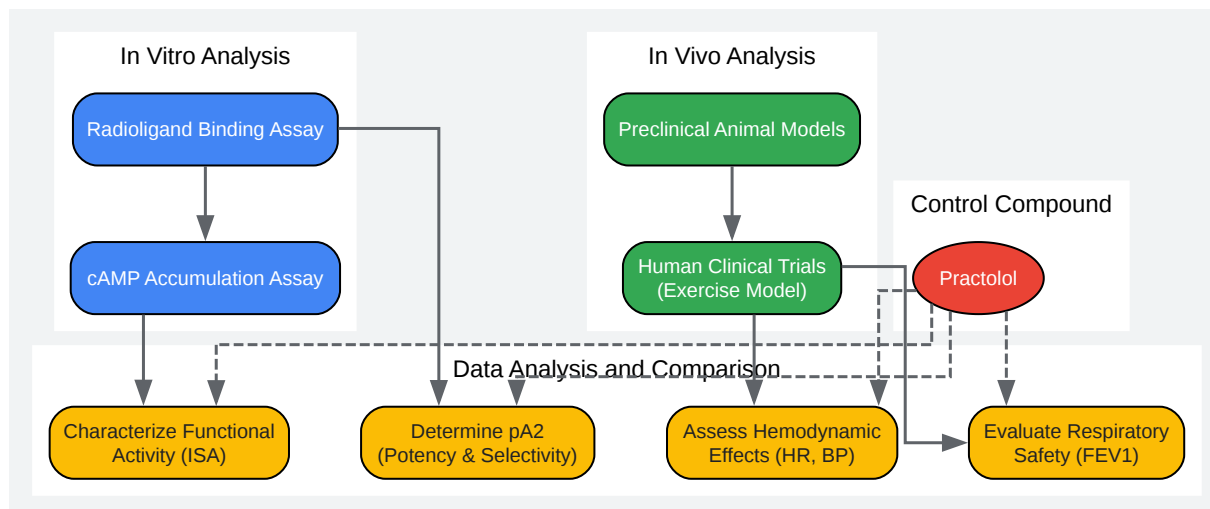 In Vitro Analysis
Radioligand Binding Assay
cAMP Accumulation Assay
In Vivo Analysis
Preclinical Animal Models
Human Clinical Trials
(Exercise Model)
Control Compound
Practolol
Data Analysis and Comparison
Characterize Functional
Activity (ISA)
Determine pA2
(Potency & Selectivity)
Assess Hemodynamic
Effects (HR, BP)
Evaluate Respiratory
Safety (FEV1)